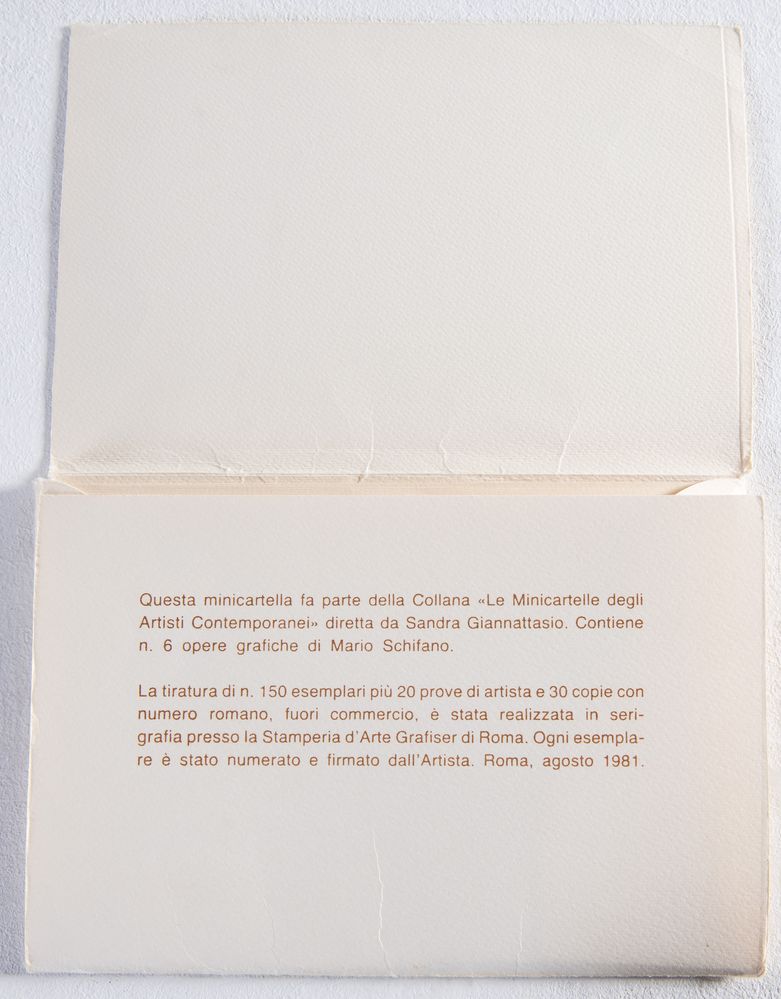 Questa minicartella fa parte della Collana «Le Minicartelle degli
Artisti Contemporanei» diretta da Sandra Giannattasio. Contiene
n. 6 opere grafiche di Mario Schifano.
La tiratura di n. 150 esemplari più 20 prove di artista e 30 copie con
numero romano, fuori commercio, è stata realizzata in seri-
grafia presso la Stamperia d'Arte Grafiser di Roma. Ogni esempla-
re è stato numerato e firmato dall'Artista. Roma, agosto 1981.